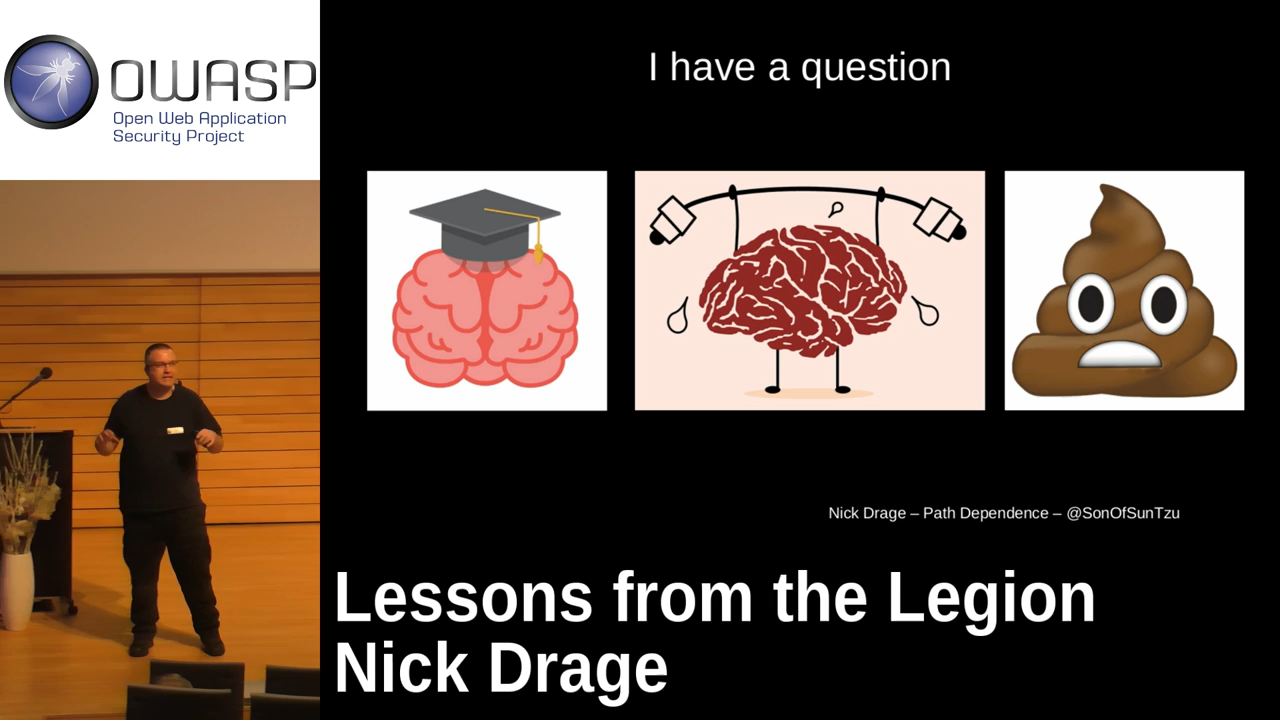 OWASP
Open Web Application
Security Project
I have a question
Nick Drage – Path Dependence – @SonOfSunTzu
Lessons from the Legion
Nick Drage